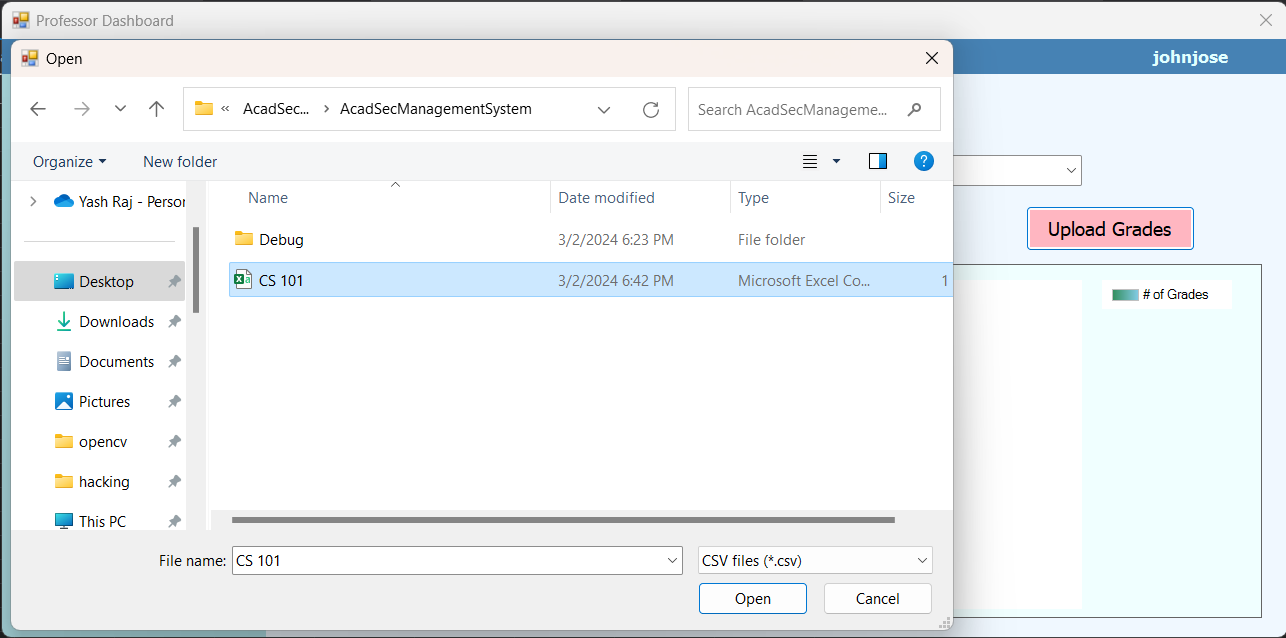 Professor Dashboard
johnjose
Open
« AcadSec... > AcadSecManagementSystem
Search AcadSecManageme...
Organize
New folder
Name
Date modified
Type
Size
Yash Raj - Person
Desktop
Downloads
Documents
Pictures
opencv
hacking
This PC
Debug 3/2/2024 6:23 PM File folder
CS 101 3/2/2024 6:42 PM Microsoft Excel Co... 1
Upload Grades
# of Grades
File name: CS 101
CSV files (*.csv)
Open
Cancel